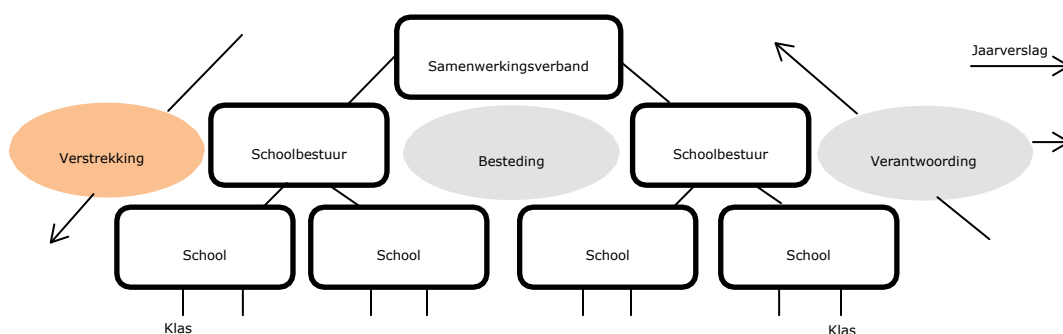 Samenwerkingsverband
Jaarverslag
Verstrekking
Schoolbestuur
Besteding
Schoolbestuur
Verantwoording
School
School
School
School
Klas
Klas